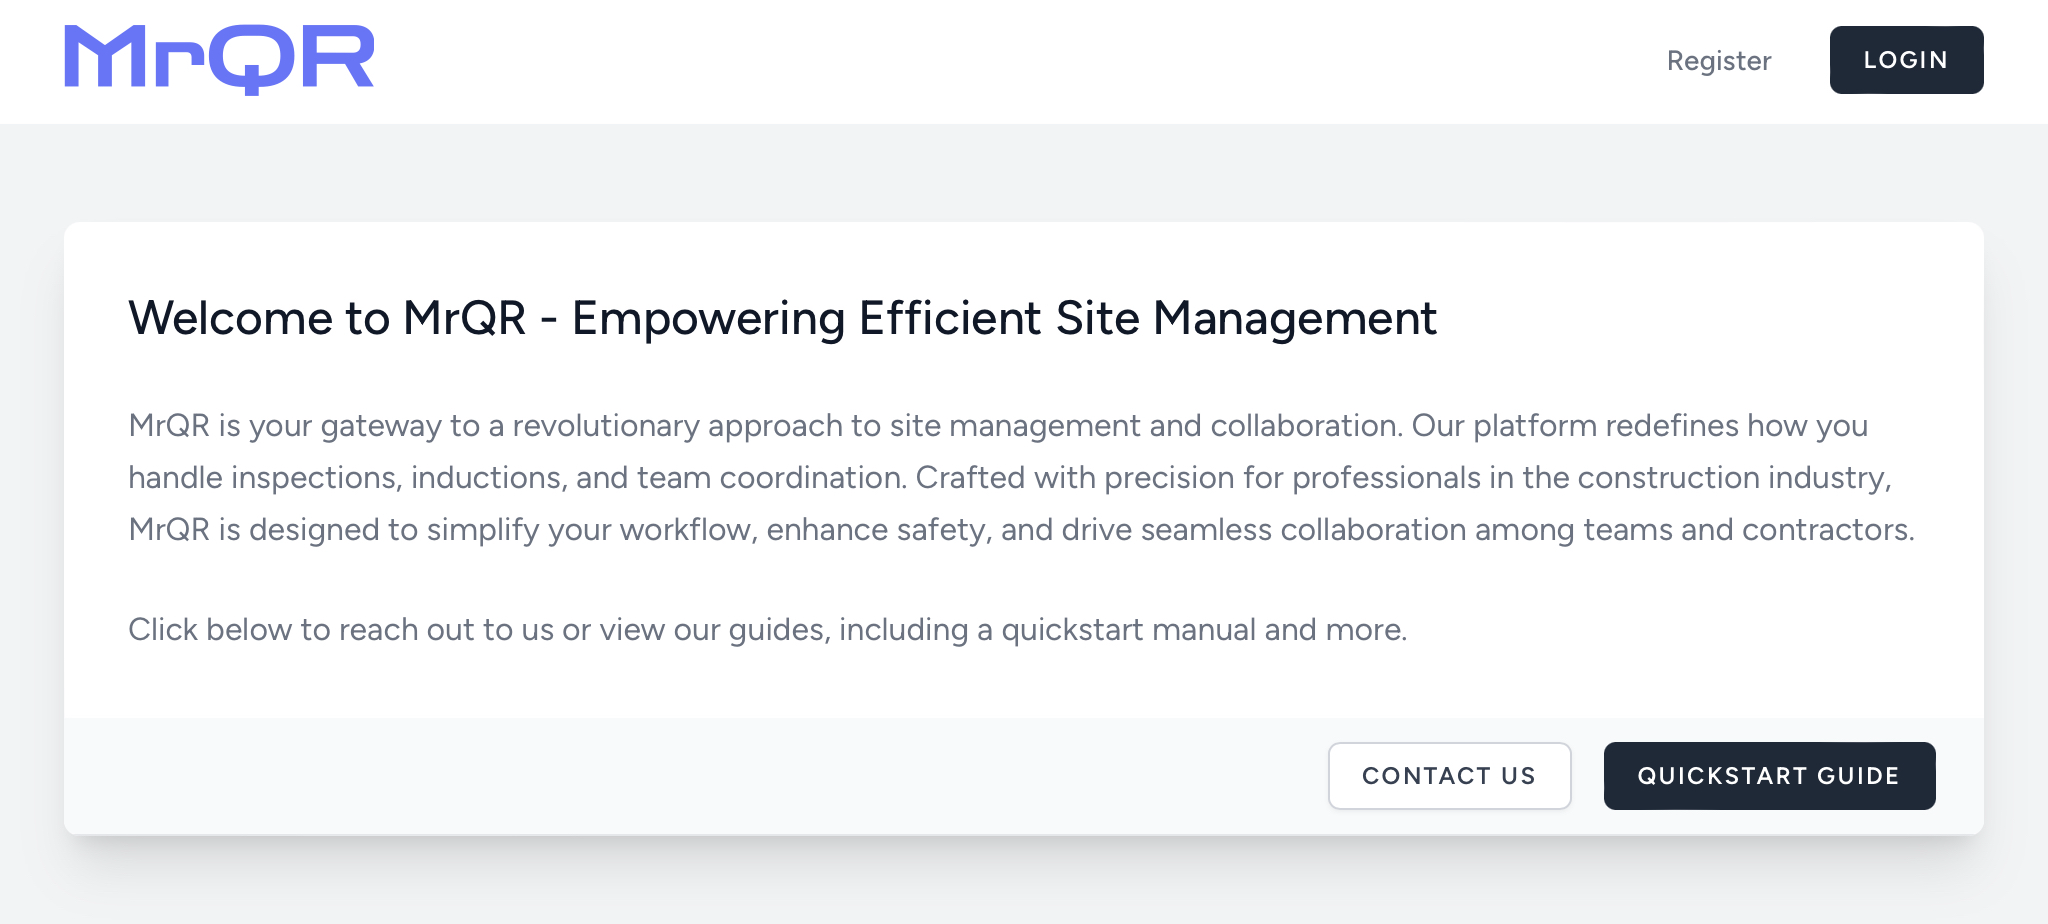 MrQR
Register
LOGIN
Welcome to MrQR - Empowering Efficient Site Management
MrQR is your gateway to a revolutionary approach to site management and collaboration. Our platform redefines how you
handle inspections, inductions, and team coordination. Crafted with precision for professionals in the construction industry,
MrQR is designed to simplify your workflow, enhance safety, and drive seamless collaboration among teams and contractors.
Click below to reach out to us or view our guides, including a quickstart manual and more.
CONTACT US
QUICKSTART GUIDE